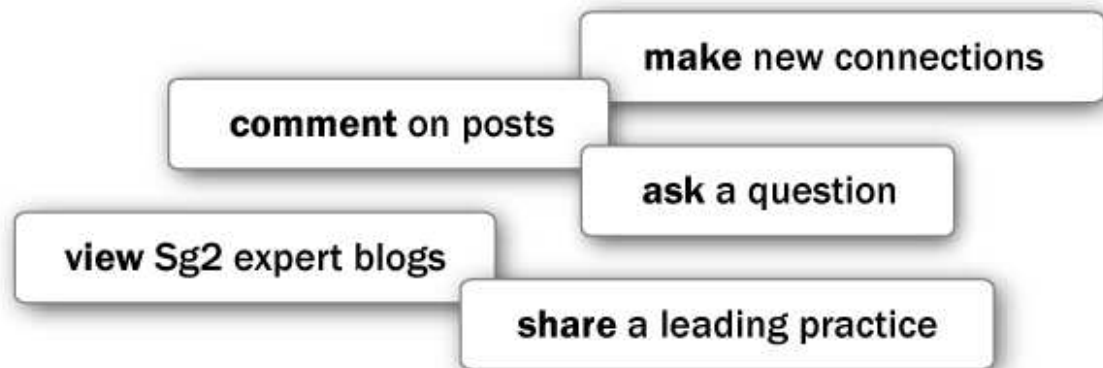 make new connections
comment on posts
ask a question
view Sg2 expert blogs
share a leading practice